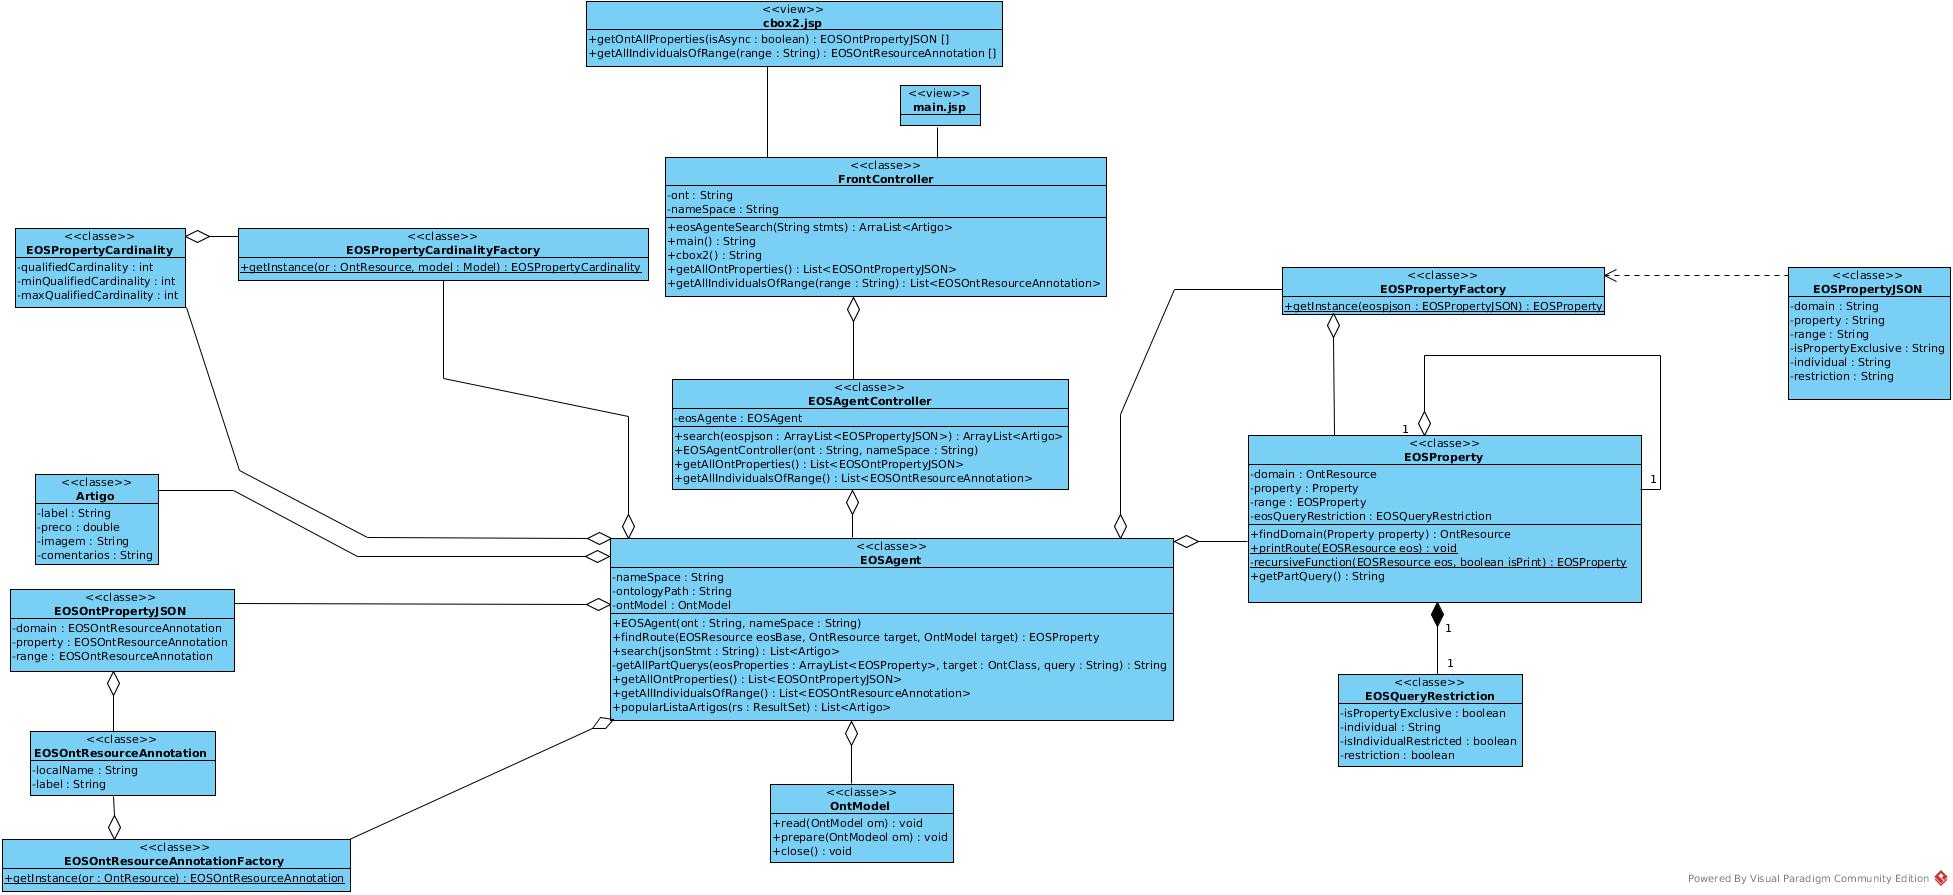 <<view>>
cbox2.jsp
+getOntAllProperties(isAsync : boolean) : EOSOntPropertyJSON []
+getAllIndividualsOfRange(range : String) : EOSOntResourceAnnotation []
<<view>>
main.jsp
<<classe>>
FrontController
-ont : String
-nameSpace : String
+eosAgenteSearch(String stmts) : ArraList<Artigo>
+main() : String
+cbox2() : String
+getAllOntProperties() : List<EOSOntPropertyJSON>
+getAllIndividualsOfRange(range : String) : List<EOSOntResourceAnnotation>
<<classe>>
EOSPropertyCardinality
-qualifiedCardinality : int
-minQualifiedCardinality : int
-maxQualifiedCardinality : int
<<classe>>
EOSPropertyCardinalityFactory
+getInstance(or : OntResource, model : Model) : EOSPropertyCardinality
<<classe>>
EOSPropertyFactory
+getInstance(eospjson : EOSPropertyJSON) : EOSProperty
<<classe>>
EOSPropertyJSON
-domain : String
-property : String
-range : String
-isPropertyExclusive : String
-individual : String
-restriction : String
<<classe>>
EOSAgentController
-eosAgente : EOSAgent
+search(eospjson : ArrayList<EOSPropertyJSON>) : ArrayList<Artigo>
+EOSAgentController(ont : String, nameSpace : String)
+getAllOntProperties() : List<EOSOntPropertyJSON>
+getAllIndividualsOfRange() : List<EOSOntResourceAnnotation>
1
1
<<classe>>
EOSProperty
-domain : OntResource
-property : Property
-range : EOSProperty
-eosQueryRestriction : EOSQueryRestriction
+findDomain(Property property) : OntResource
+printRoute(EOSResource eos) : void
-recursiveFunction(EOSResource eos, boolean isPrint) : EOSProperty
+getPartQuery() : String
<<classe>>
Artigo
-label : String
-preco : double
-imagem : String
-comentarios : String
<<classe>>
EOSAgent
-nameSpace : String
-ontologyPath : String
-ontModel : OntModel
+EOSAgent(ont : String, nameSpace : String)
+findRoute(EOSResource eosBase, OntResource target, OntModel target) : EOSProperty
+search(jsonStmt : String) : List<Artigo>
-getAllPartQuerys(eosProperties : ArrayList<EOSProperty>, target : OntClass, query : String) : String
+getAllOntProperties() : List<EOSOntPropertyJSON>
+getAllIndividualsOfRange() : List<EOSOntResourceAnnotation>
+popularListaArtigos(rs : ResultSet) : List<Artigo>
<<classe>>
EOSOntPropertyJSON
-domain : EOSOntResourceAnnotation
-property : EOSOntResourceAnnotation
-range : EOSOntResourceAnnotation
1
1
<<classe>>
EOSQueryRestriction
-isPropertyExclusive : boolean
-individual : String
-isIndividualRestricted : boolean
-restriction : boolean
<<classe>>
EOSOntResourceAnnotation
-localName : String
-label : String
<<classe>>
OntModel
+read(OntModel om) : void
+prepare(OntModeol om) : void
+close() : void
<<classe>>
EOSOntResourceAnnotationFactory
+getInstance(or : OntResource) : EOSOntResourceAnnotation
Powered By Visual Paradigm Community Edition